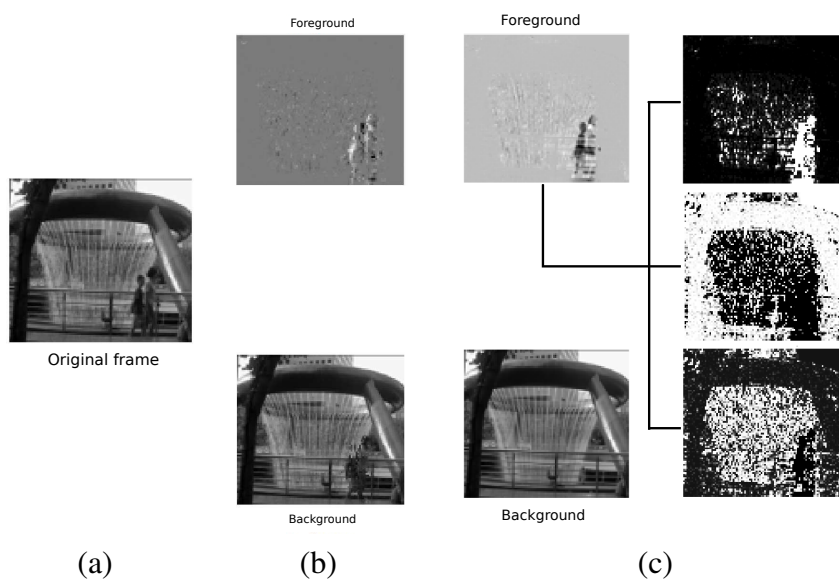 Foreground
Foreground
Original frame
Background
Background
(a)
(b)
(c)